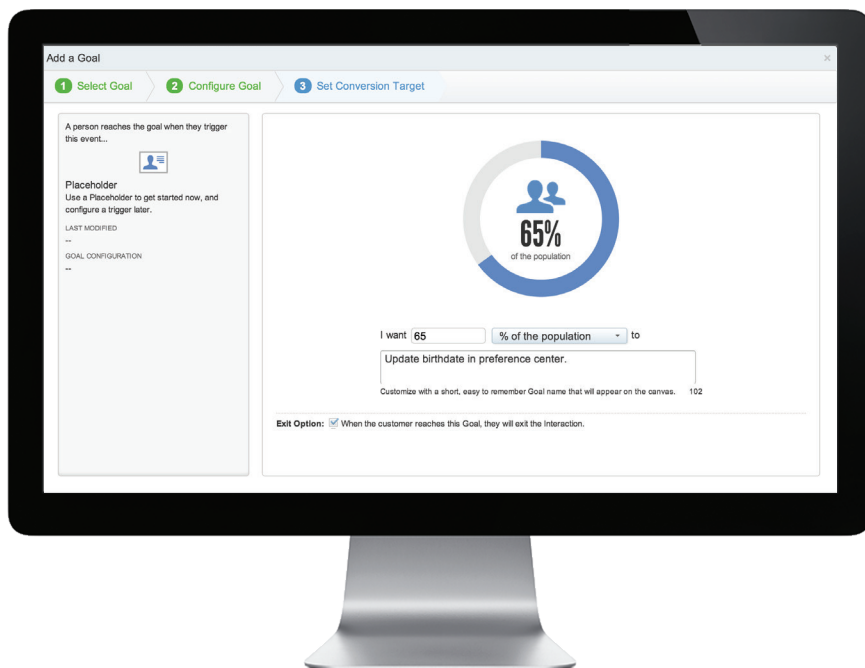 Add a Goal
×
1 Select Goal
2 Configure Goal
3 Set Conversion Target
A person reaches the goal when they trigger
this event...
Placeholder
Use a Placeholder to get started now, and
configure a trigger later.
LAST MODIFIED
--
GOAL CONFIGURATION
--
65%
of the population
I want 65 % of the population to
Update birthdate in preference center.
Customize with a short, easy to remember Goal name that will appear on the canvas. 102
Exit Option: When the customer reaches this Goal, they will exit the Interaction.